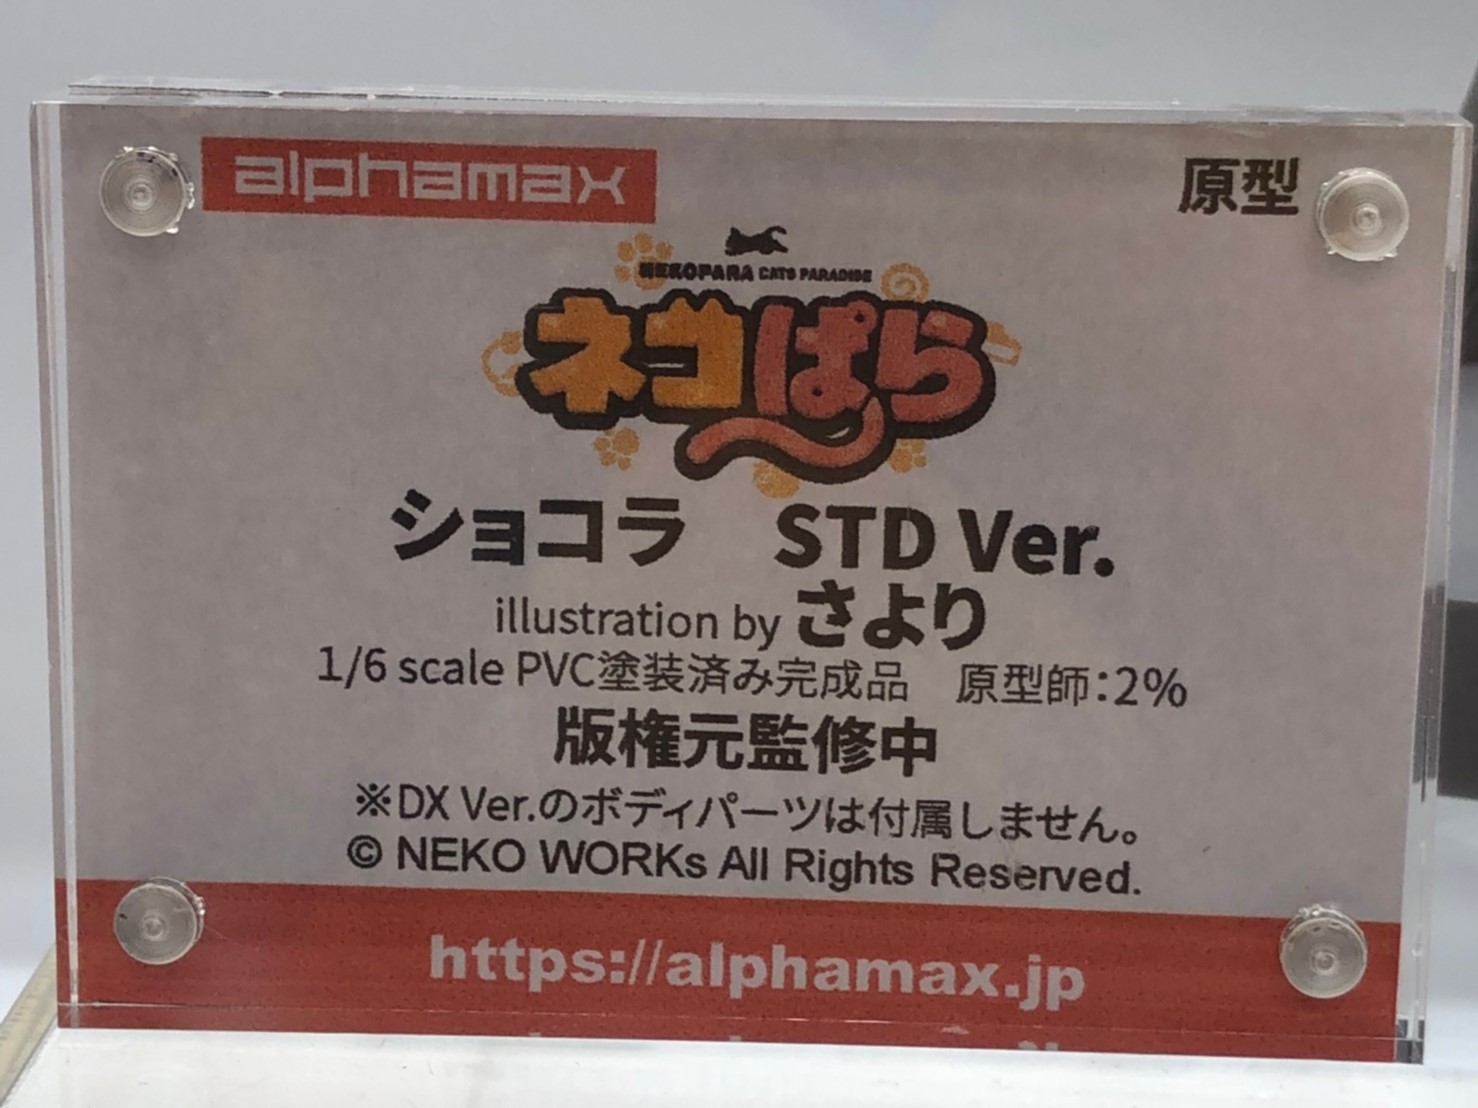 alphamax
原型
NEKOPARA CATS PARADISE
ネコぱら
ショコラ　STD Ver.
illustration by さより
1/6 scale PVC塗装済み完成品　原型師：2%
版権元監修中
※DX Ver.のボディパーツは付属しません。
© NEKO WORKs All Rights Reserved.
https://alphamax.jp